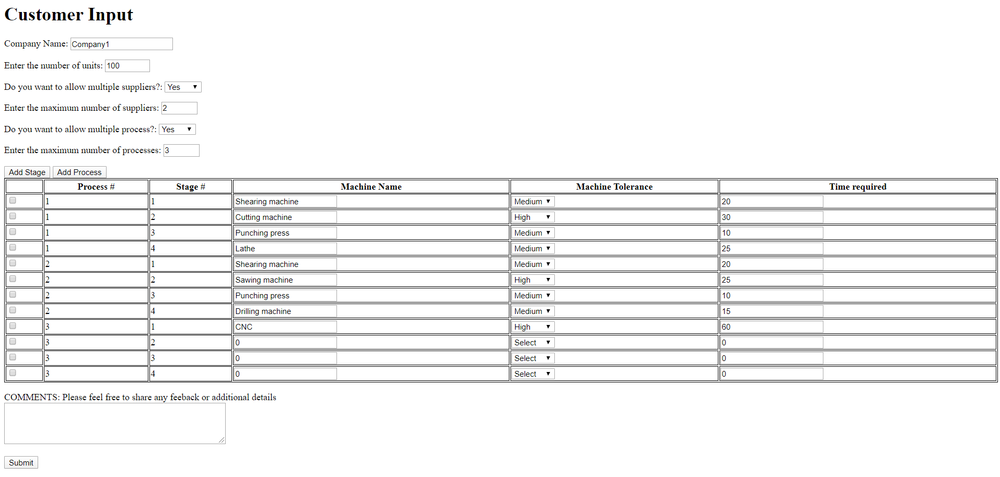 Customer Input
Company Name: Company1
Enter the number of units: 100
Do you want to allow multiple suppliers?: Yes
Enter the maximum number of suppliers: 2
Do you want to allow multiple process?: Yes
Enter the maximum number of processes: 3
Add Stage Add Process
Process # Stage # Machine Name Machine Tolerance Time required
1 1 Shearing machine Medium 20
1 2 Cutting machine High 30
1 3 Punching press Medium 10
1 4 Lathe Medium 25
2 1 Shearing machine Medium 20
2 2 Sawing machine High 25
2 3 Punching press Medium 10
2 4 Drilling machine Medium 15
3 1 CNC High 60
3 2 0 Select 0
3 3 0 Select 0
3 4 0 Select 0
COMMENTS: Please feel free to share any feeback or additional details
Submit